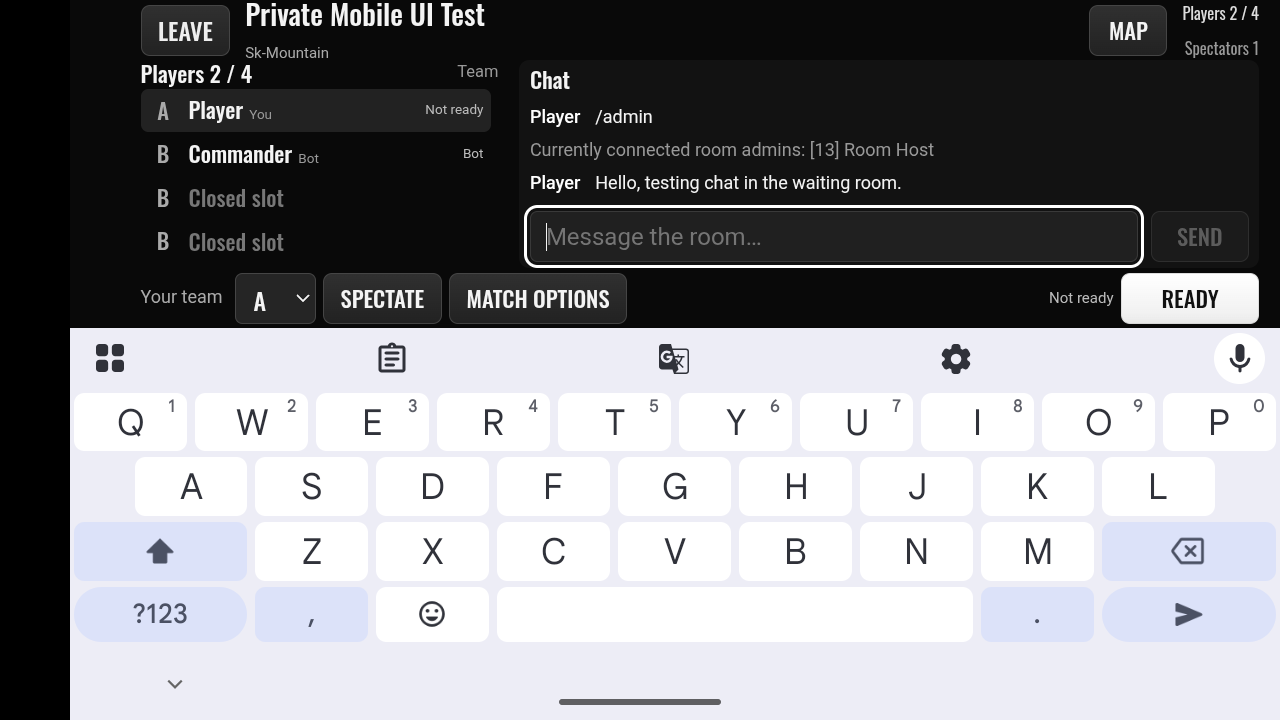 LEAVE
Private Mobile UI Test
Sk-Mountain
MAP
Players 2 / 4
Spectators 1
Players 2 / 4
Team
A Player You Not ready
B Commander Bot Bot
B Closed slot
B Closed slot
Chat
Player /admin
Currently connected room admins: [13] Room Host
Player Hello, testing chat in the waiting room.
Message the room…
SEND
Your team
A
SPECTATE
MATCH OPTIONS
Not ready
READY
Q 1 W 2 E 3 R 4 T 5 Y 6 U 7 I 8 O 9 P 0
A S D F G H J K L
Z X C V B N M
?123 , .